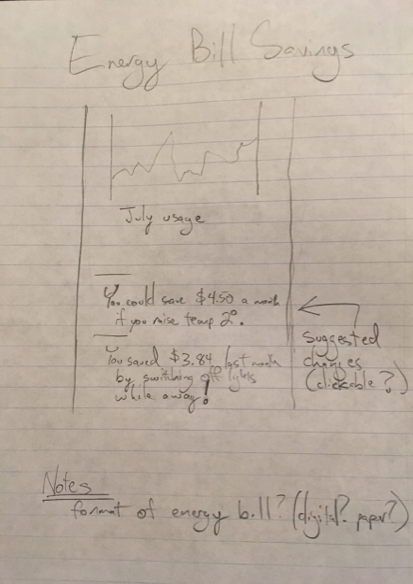 Energy Bill Savings
July usage
You could save $4.50 a month
if you raise temp 2°.
You saved $3.84 last month
by switching off lights
while away!
Suggested
changes
(clickable?)
Notes
format of energy bill? (digital? paper?)